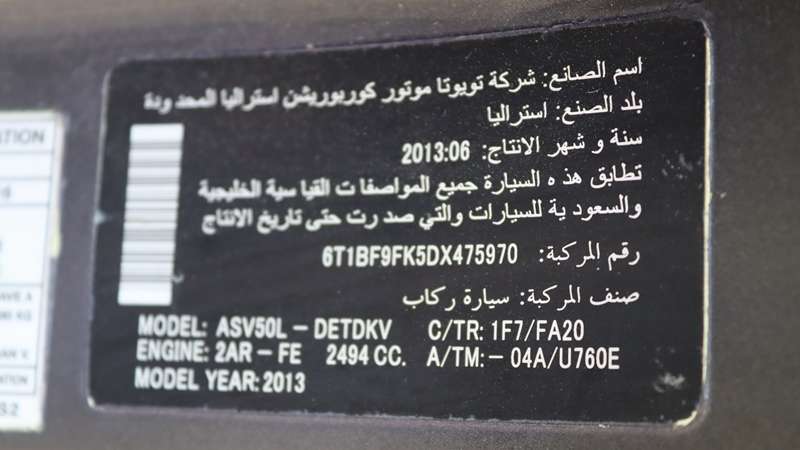 اسم الصانع: شركة تويوتا موتور كوربوريشن استراليا المحدودة
بلد الصنع: استراليا
سنة و شهر الانتاج: 2013:06
تطابق هذه السيارة جميع المواصفات القياسية الخليجية
والسعودية للسيارات والتي صدرت حتى تاريخ الانتاج
رقم المركبة: 6T1BF9FK5DX475970
صنف المركبة: سيارة ركاب
MODEL: ASV50L – DETDKV C/TR: 1F7/FA20
ENGINE: 2AR – FE 2494 CC. A/TM:– 04A/U760E
MODEL YEAR: 2013